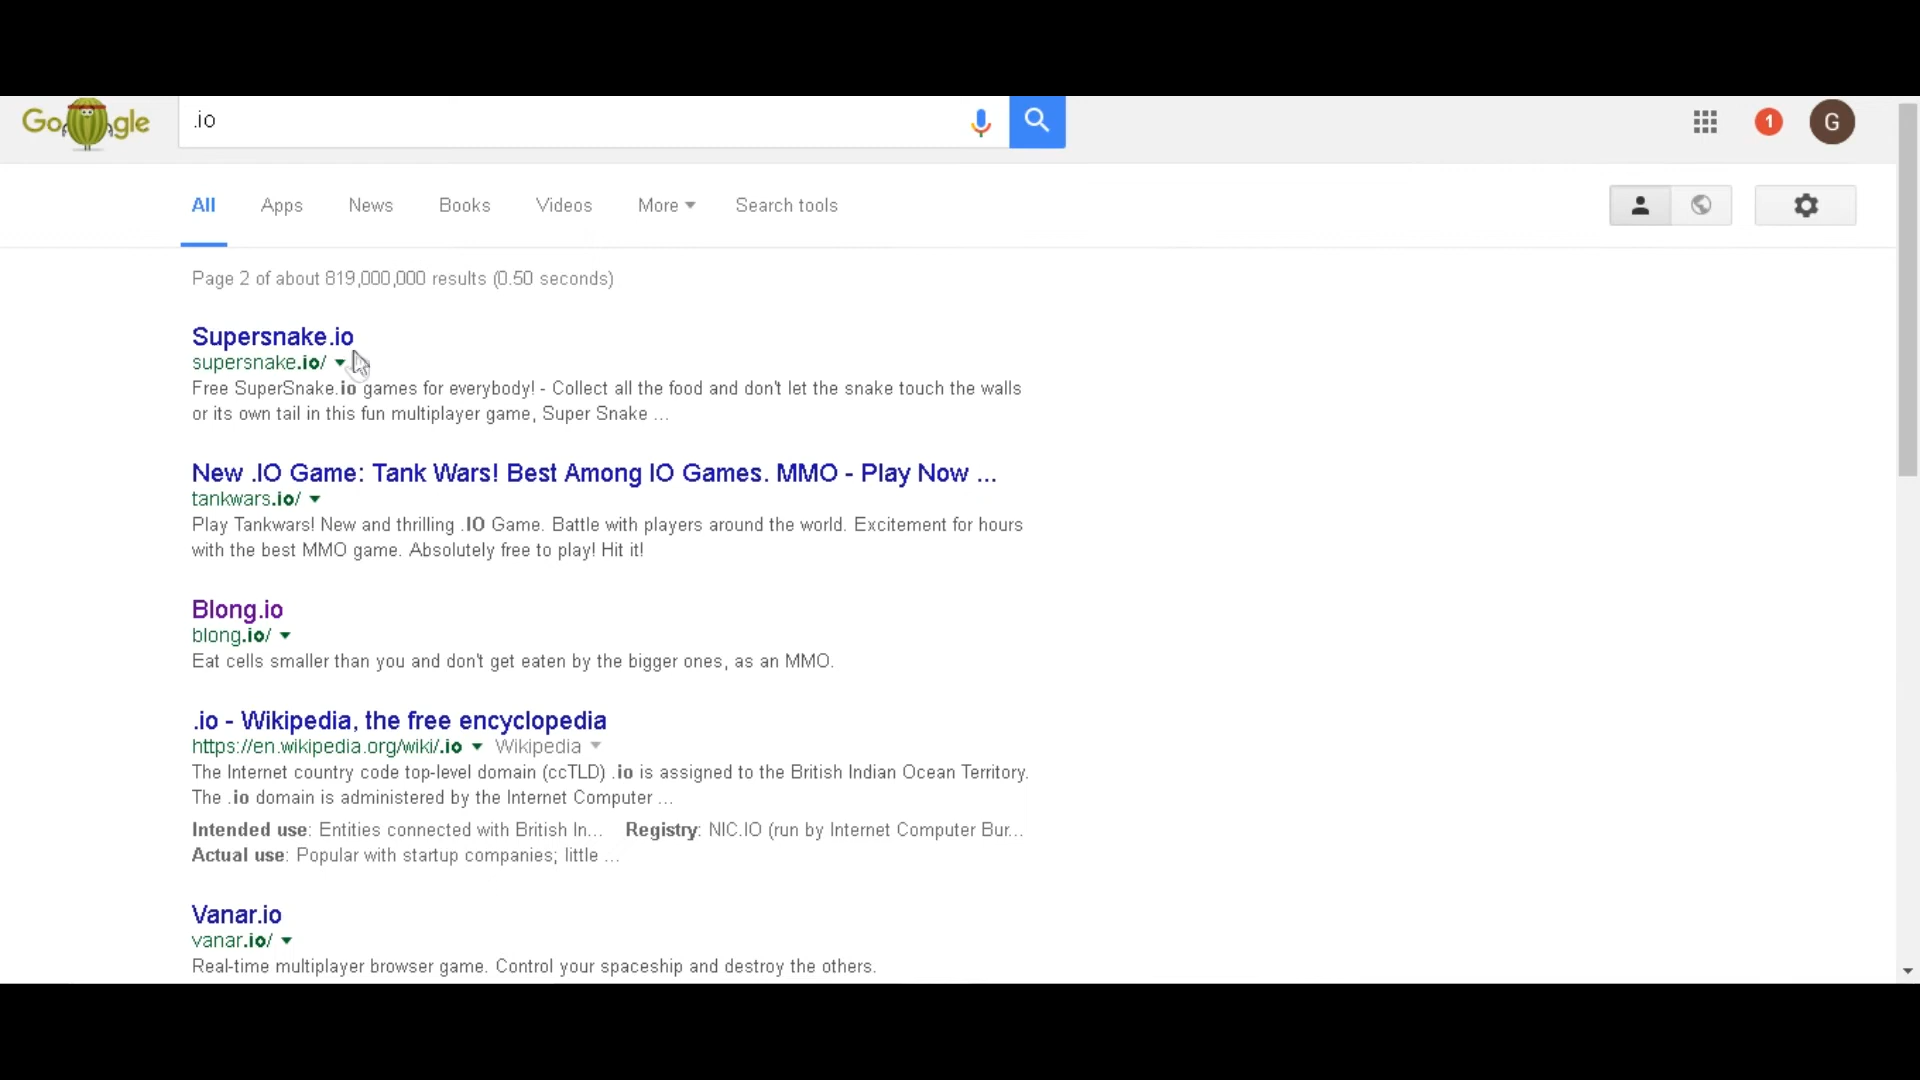 Google
.io
1
G
All Apps News Books Videos More Search tools
Page 2 of about 819,000,000 results (0.50 seconds)
Supersnake.io
supersnake.io/
Free SuperSnake.io games for everybody! - Collect all the food and don't let the snake touch the walls
or its own tail in this fun multiplayer game, Super Snake ...
New .IO Game: Tank Wars! Best Among IO Games. MMO - Play Now ...
tankwars.io/
Play Tankwars! New and thrilling .IO Game. Battle with players around the world. Excitement for hours
with the best MMO game. Absolutely free to play! Hit it!
Blong.io
blong.io/
Eat cells smaller than you and don't get eaten by the bigger ones, as an MMO.
.io - Wikipedia, the free encyclopedia
https://en.wikipedia.org/wiki/.io Wikipedia
The Internet country code top-level domain (ccTLD) .io is assigned to the British Indian Ocean Territory.
The .io domain is administered by the Internet Computer ...
Intended use: Entities connected with British In... Registry: NIC.IO (run by Internet Computer Bur...
Actual use: Popular with startup companies; little ...
Vanar.io
vanar.io/
Real-time multiplayer browser game. Control your spaceship and destroy the others.